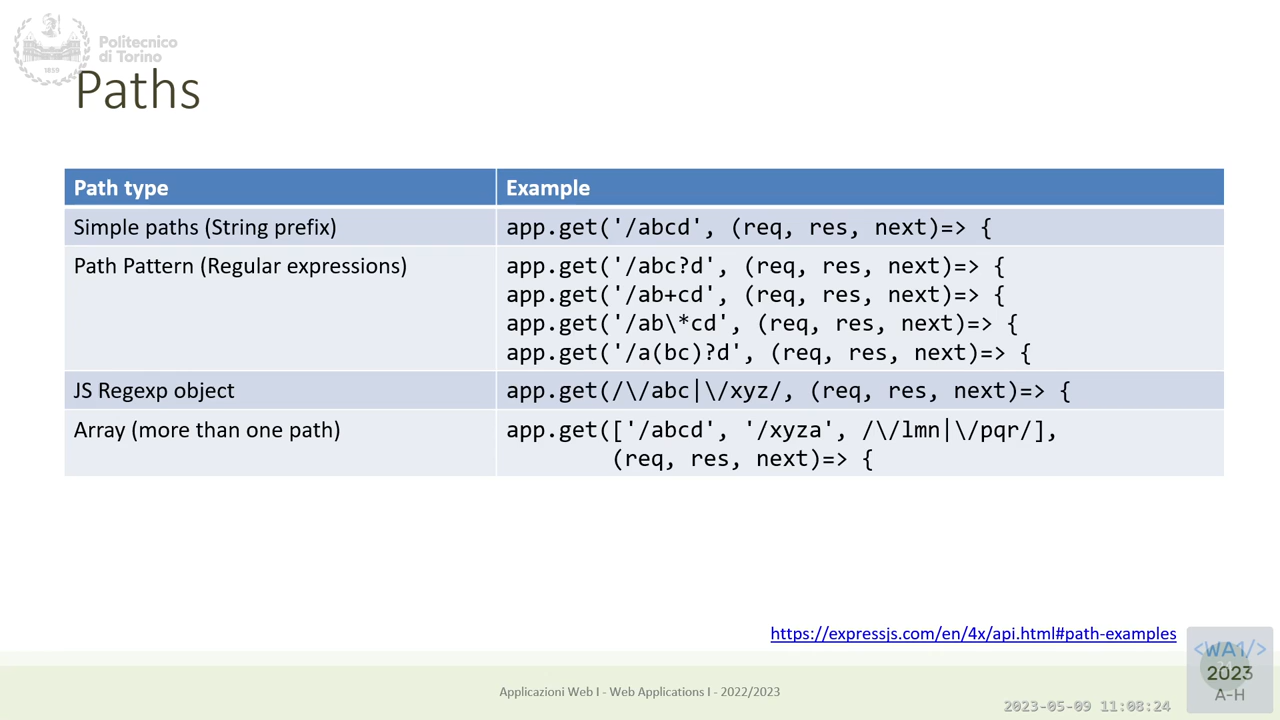 Politecnico
di Torino
1859
Paths
Path type
Example
Simple paths (String prefix)
app.get('/abcd', (req, res, next)=> {
Path Pattern (Regular expressions)
app.get('/abc?d', (req, res, next)=> {
app.get('/ab+cd', (req, res, next)=> {
app.get('/ab\*cd', (req, res, next)=> {
app.get('/a(bc)?d', (req, res, next)=> {
JS Regexp object
app.get(/\/abc|\/xyz/, (req, res, next)=> {
Array (more than one path)
app.get(['/abcd', '/xyza', /\/lmn|\/pqr/],
(req, res, next)=> {
https://expressjs.com/en/4x/api.html#path-examples
<WA1/>
2023
A-H
Applicazioni Web I - Web Applications I - 2022/2023
2023-05-09 11:08:24